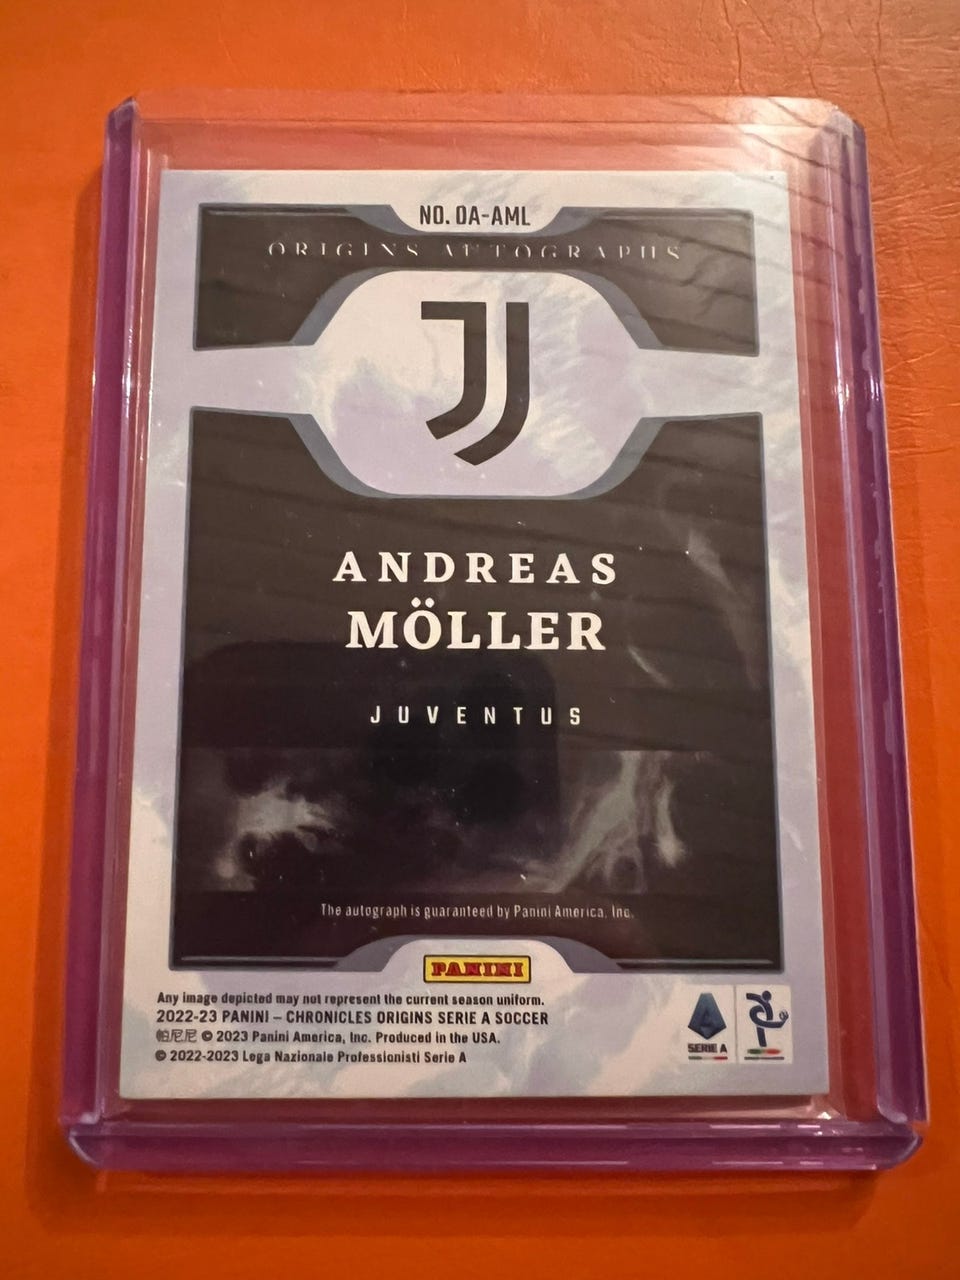 NO. OA-AML
ORIGINS AUTOGRAPHS
ANDREAS
MÖLLER
JUVENTUS
The autograph is guaranteed by Panini America, Inc.
PANINI
Any image depicted may not represent the current season uniform.
2022-23 PANINI – CHRONICLES ORIGINS SERIE A SOCCER
帕尼尼 © 2023 Panini America, Inc. Produced in the USA.
© 2022-2023 Lega Nazionale Professionisti Serie A
SERIE A